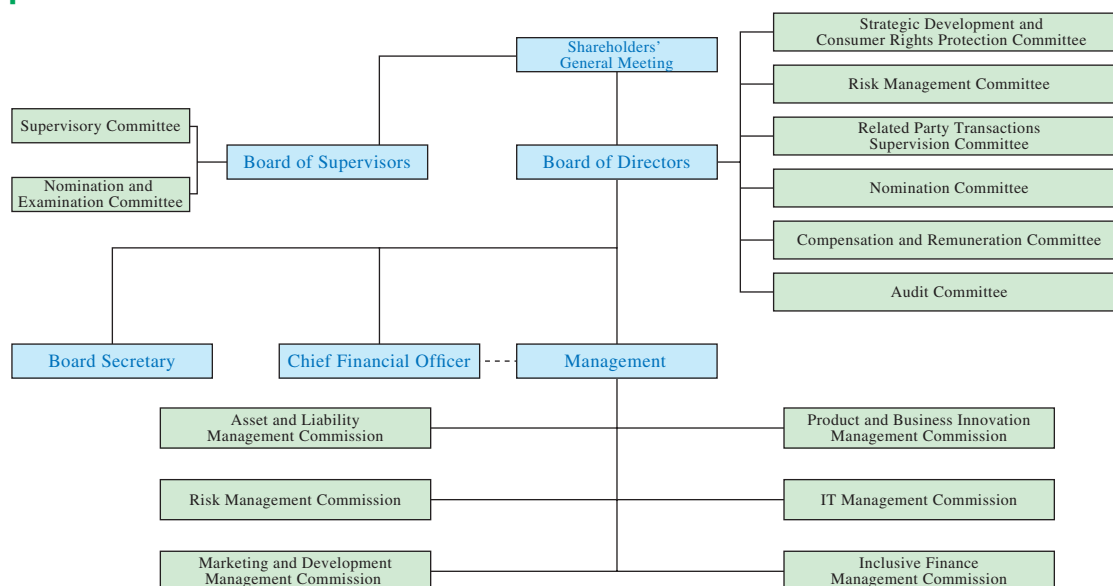 Shareholders'
General Meeting
Strategic Development and
Consumer Rights Protection Committee
Risk Management Committee
Supervisory Committee
Related Party Transactions
Supervision Committee
Board of Supervisors
Board of Directors
Nomination and
Examination Committee
Nomination Committee
Compensation and Remuneration Committee
Audit Committee
Board Secretary
Chief Financial Officer
Management
Asset and Liability
Management Commission
Product and Business Innovation
Management Commission
Risk Management Commission
IT Management Commission
Marketing and Development
Management Commission
Inclusive Finance
Management Commission